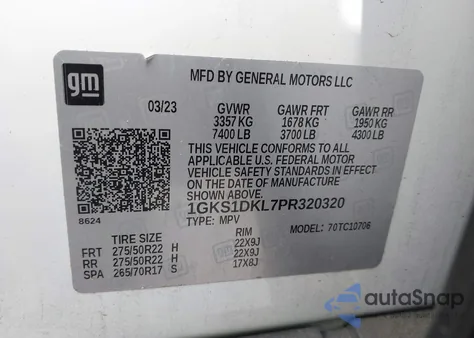 gm
MFD BY GENERAL MOTORS LLC
03/23 GVWR GAWR FRT GAWR RR
3357 KG 1678 KG 1950 KG
7400 LB 3700 LB 4300 LB
THIS VEHICLE CONFORMS TO ALL
APPLICABLE U.S. FEDERAL MOTOR
VEHICLE SAFETY STANDARDS IN EFFECT
ON THE DATE OF MANUFACTURE
SHOWN ABOVE.
1GKS1DKL7PR320320
8624
TYPE: MPV MODEL: 70TC10706
TIRE SIZE RIM
FRT 275/50R22 H 22X9J
RR 275/50R22 H 22X9J
SPA 265/70R17 S 17X8J
autoSnap